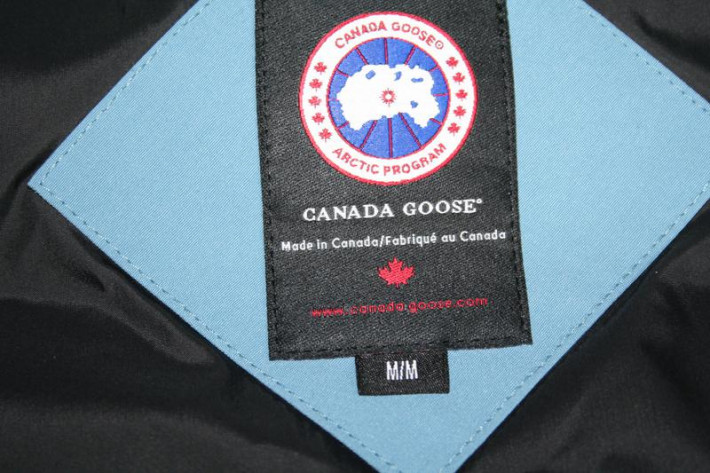 CANADA GOOSE®
ARCTIC PROGRAM
CANADA GOOSE®
Made in Canada/Fabriqué au Canada
www.canada-goose.com
M/M